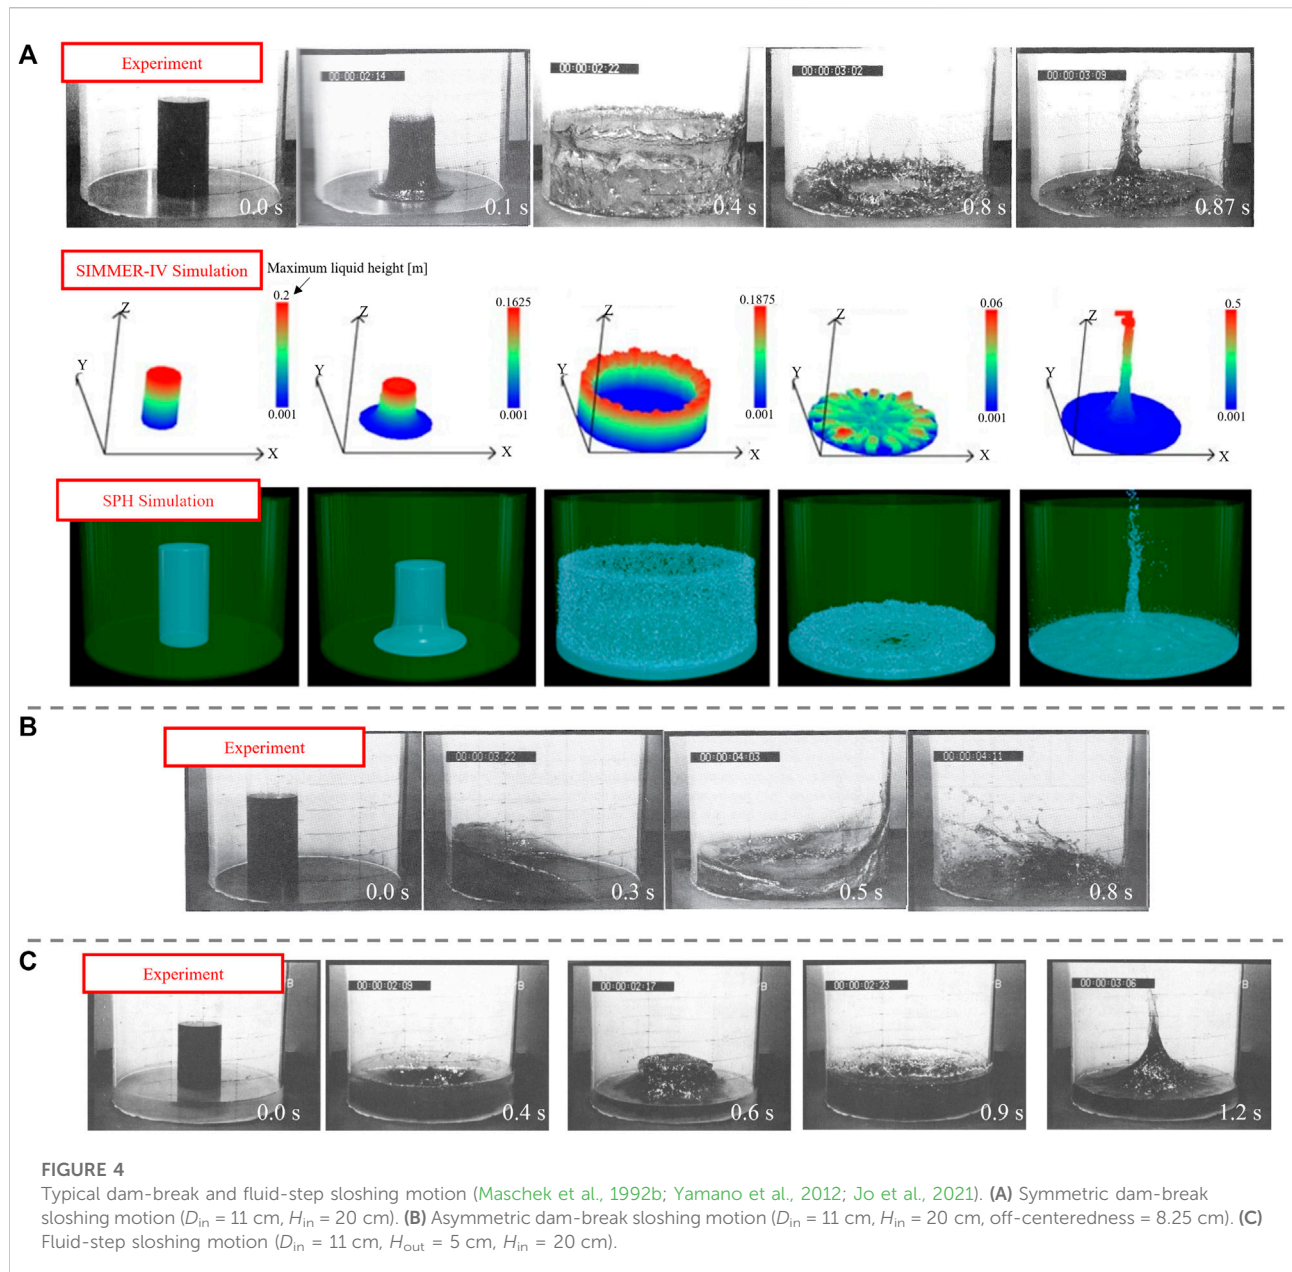 A
Experiment
00:00:02:14
00:00:02:22
00:00:03:02
00:00:03:09
0.0 s
0.1 s
0.4 s
0.8 s
0.87 s
SIMMER-IV Simulation
Maximum liquid height [m]
0.2
0.1625
0.1875
0.06
0.5
Z
Z
Z
Z
Z
Y
Y
Y
Y
Y
0.001
0.001
0.001
0.001
0.001
X
X
X
X
X
SPH Simulation
B
Experiment
00:00:03:22
00:00:04:03
00:00:04:11
0.0 s
0.3 s
0.5 s
0.8 s
C
Experiment
00:00:02:09
00:00:02:17
00:00:02:23
00:00:03:06
0.0 s
0.4 s
0.6 s
0.9 s
1.2 s
FIGURE 4
Typical dam-break and fluid-step sloshing motion (Maschek et al., 1992b; Yamano et al., 2012; Jo et al., 2021). (A) Symmetric dam-break
sloshing motion (Din = 11 cm, Hin = 20 cm). (B) Asymmetric dam-break sloshing motion (Din = 11 cm, Hin = 20 cm, off-centeredness = 8.25 cm). (C)
Fluid-step sloshing motion (Din = 11 cm, Hout = 5 cm, Hin = 20 cm).